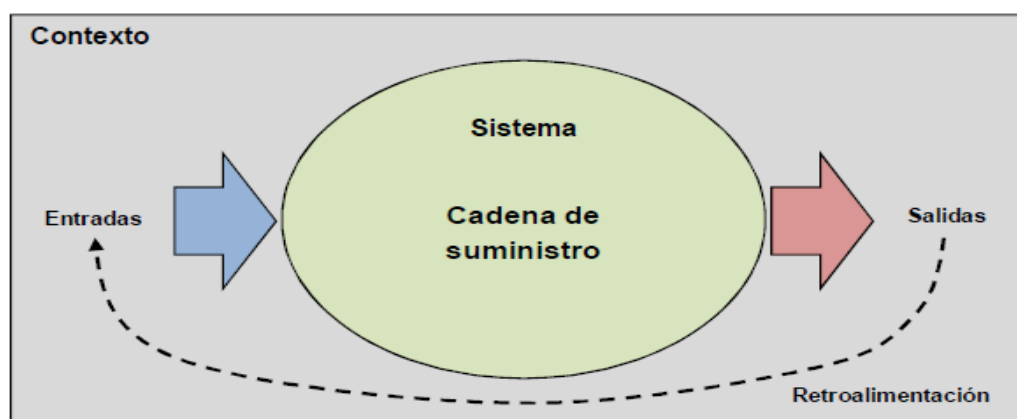 Contexto
Sistema
Entradas
Cadena de
suministro
Salidas
Retroalimentación